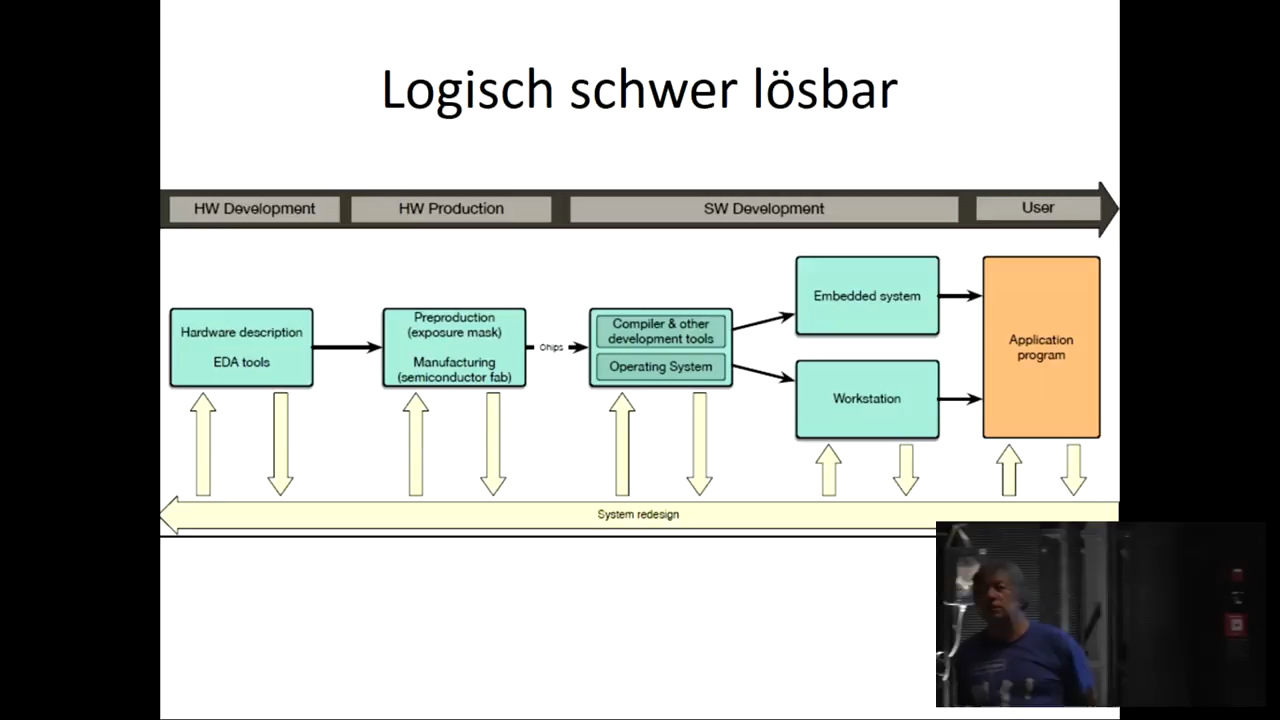 Logisch schwer lösbar
HW Development
HW Production
SW Development
User
Hardware description
EDA tools
Preproduction
(exposure mask)
Manufacturing
(semiconductor fab)
Chips
Compiler & other
development tools
Operating System
Embedded system
Workstation
Application
program
System redesign